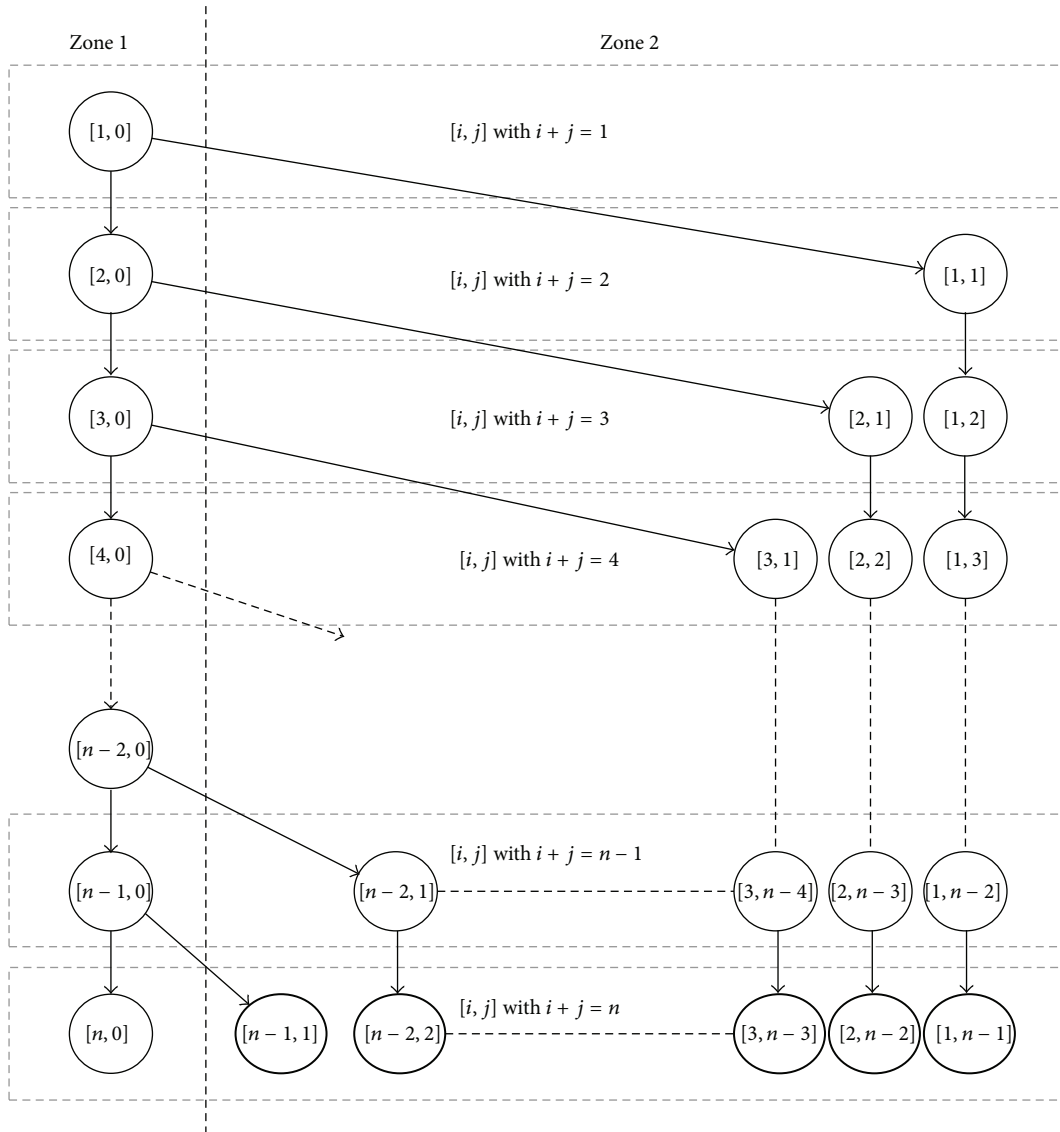 Zone 1
Zone 2
[1, 0]
[i, j] with i + j = 1
[2, 0]
[i, j] with i + j = 2
[1, 1]
[3, 0]
[i, j] with i + j = 3
[2, 1]
[1, 2]
[4, 0]
[i, j] with i + j = 4
[3, 1]
[2, 2]
[1, 3]
[n − 2, 0]
[i, j] with i + j = n − 1
[n − 1, 0]
[n − 2, 1]
[3, n − 4]
[2, n − 3]
[1, n − 2]
[i, j] with i + j = n
[n, 0]
[n − 1, 1]
[n − 2, 2]
[3, n − 3]
[2, n − 2]
[1, n − 1]